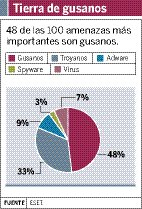 Tierra de gusanos
48 de las 100 amenazas más
importantes son gusanos.
Gusanos Troyanos Adware
Spyware Virus
7%
3%
9%
33%
48%
FUENTE ESET.